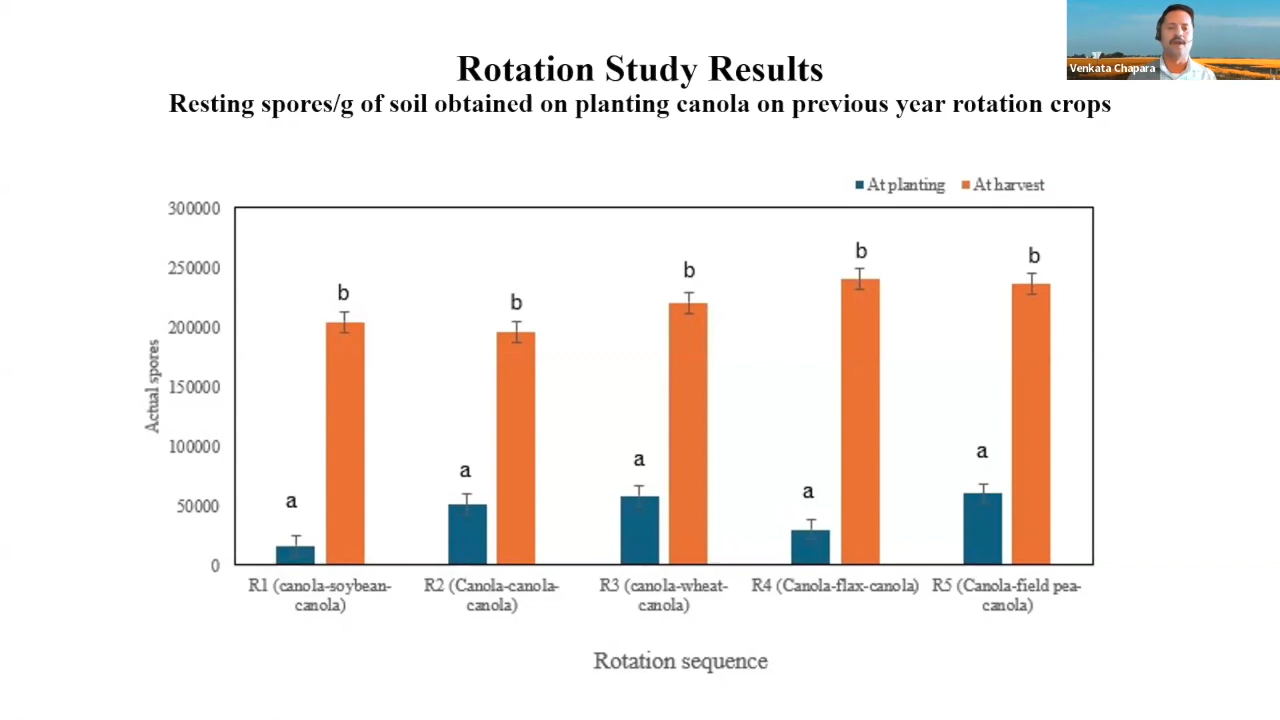 Venkata Chapara
Rotation Study Results
Resting spores/g of soil obtained on planting canola on previous year rotation crops
At planting At harvest
300000
250000
200000
150000
100000
50000
0
Actual spores
a b a b a b a b a b
R1 (canola-soybean-
canola)
R2 (Canola-canola-
canola)
R3 (canola-wheat-
canola)
R4 (Canola-flax-canola)
R5 (Canola-field pea-
canola)
Rotation sequence